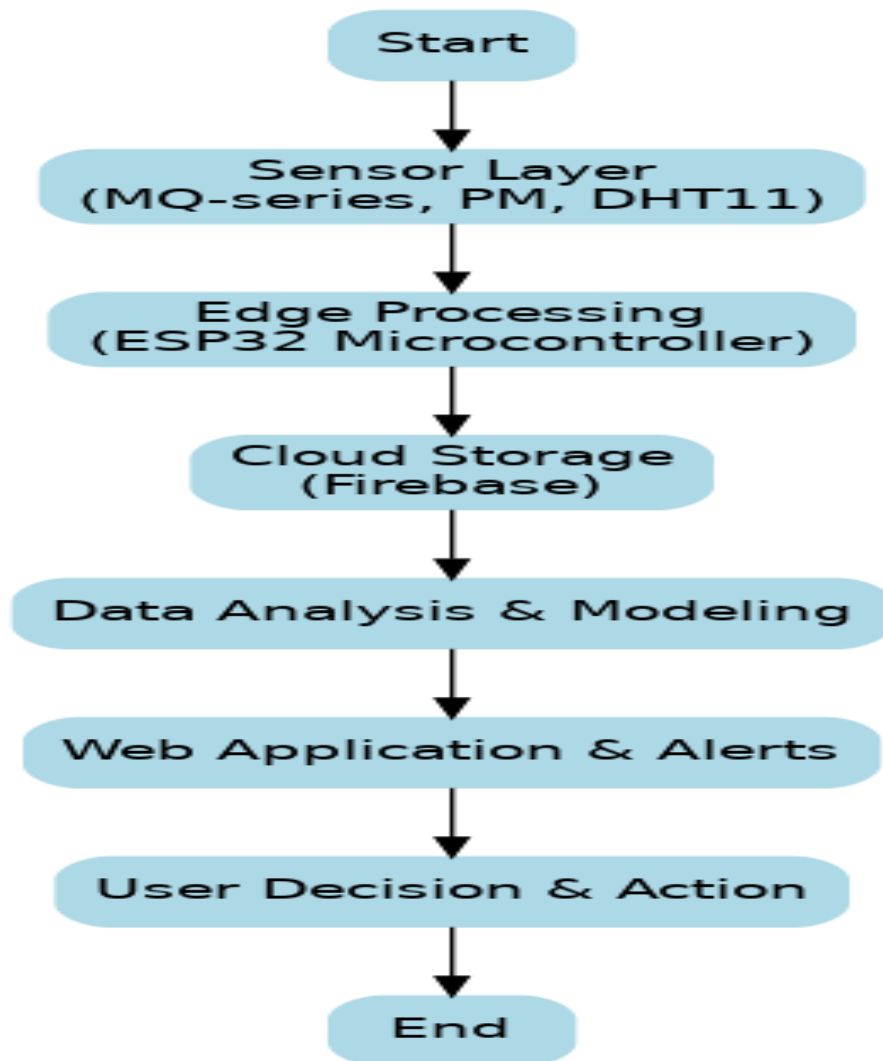 Start
Sensor Layer
(MQ-series, PM, DHT11)
Edge Processing
(ESP32 Microcontroller)
Cloud Storage
(Firebase)
Data Analysis & Modeling
Web Application & Alerts
User Decision & Action
End